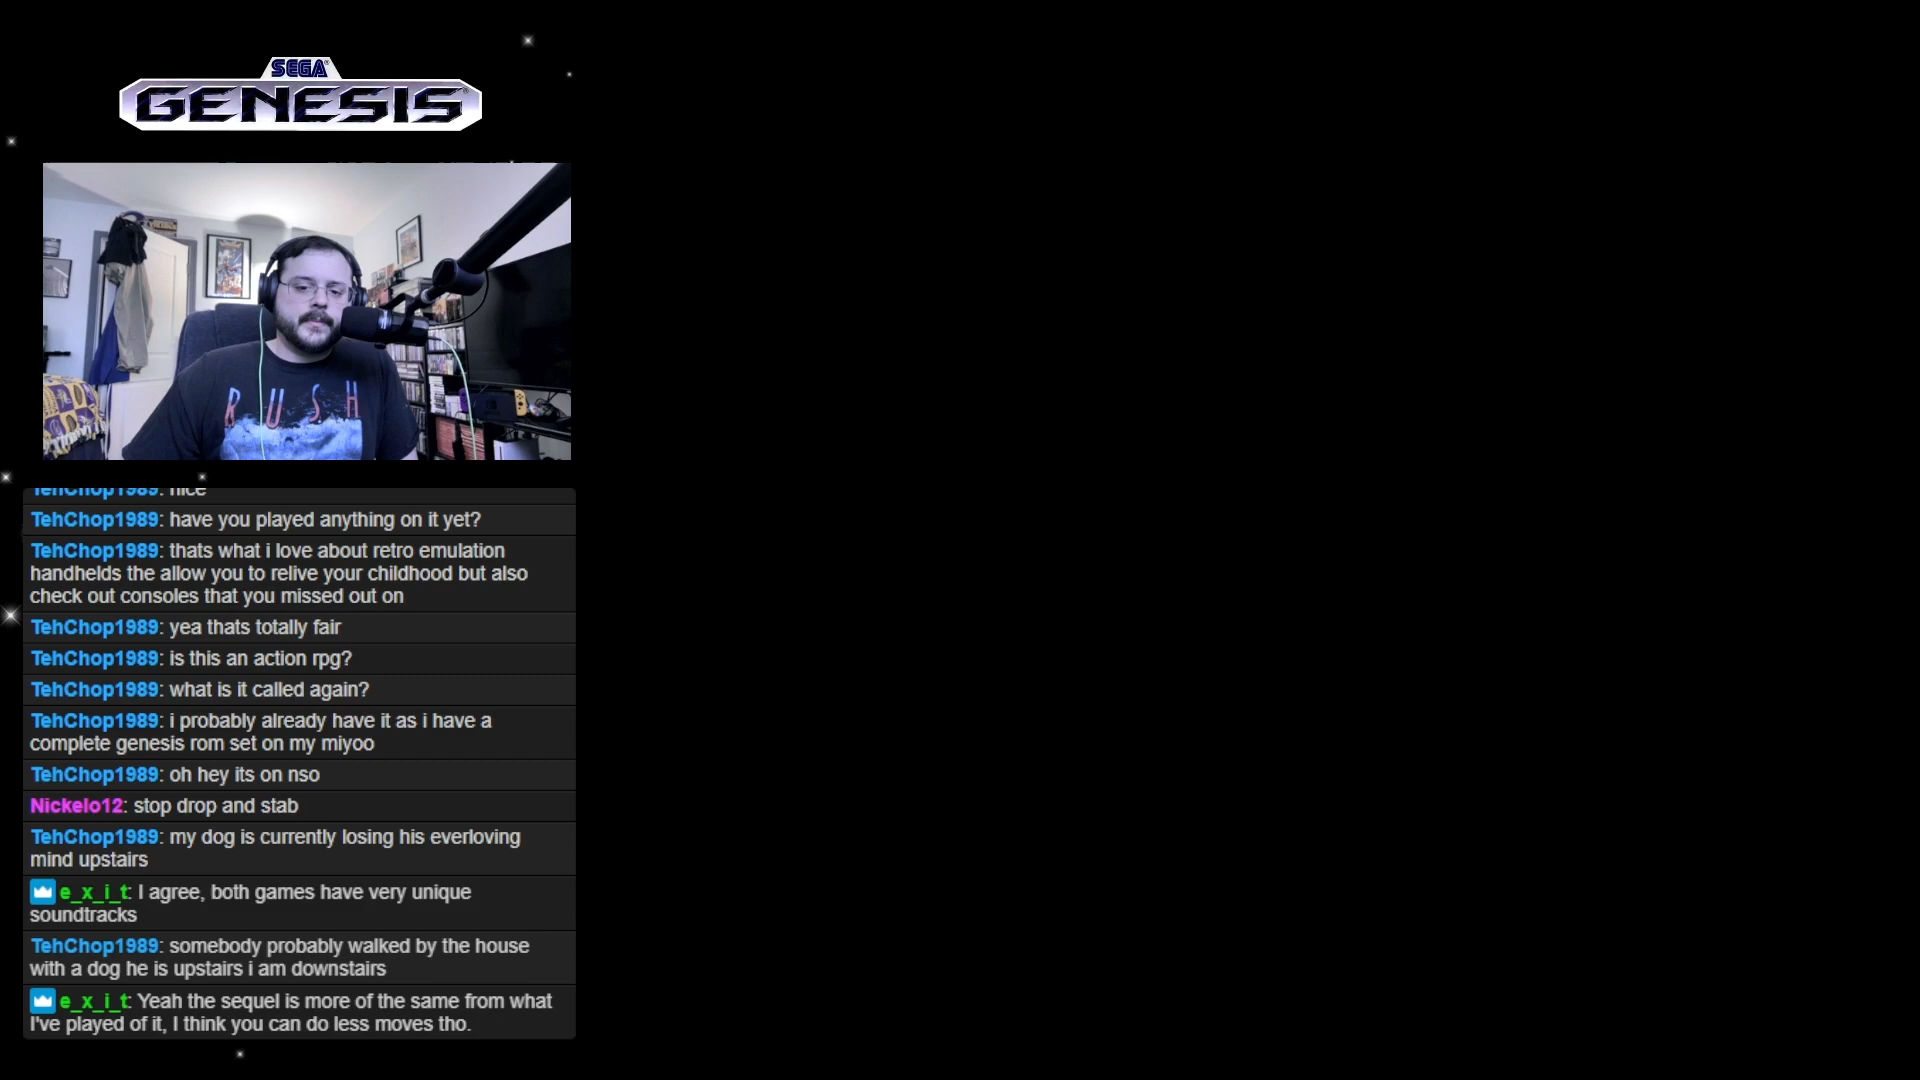 SEGA
GENESIS
RUSH
TehChop1989: nice
TehChop1989: have you played anything on it yet?
TehChop1989: thats what i love about retro emulation
handhelds the allow you to relive your childhood but also
check out consoles that you missed out on
TehChop1989: yea thats totally fair
TehChop1989: is this an action rpg?
TehChop1989: what is it called again?
TehChop1989: i probably already have it as i have a
complete genesis rom set on my miyoo
TehChop1989: oh hey its on nso
Nickelo12: stop drop and stab
TehChop1989: my dog is currently losing his everloving
mind upstairs
e_x_i_t: I agree, both games have very unique
soundtracks
TehChop1989: somebody probably walked by the house
with a dog he is upstairs i am downstairs
e_x_i_t: Yeah the sequel is more of the same from what
I've played of it, I think you can do less moves tho.